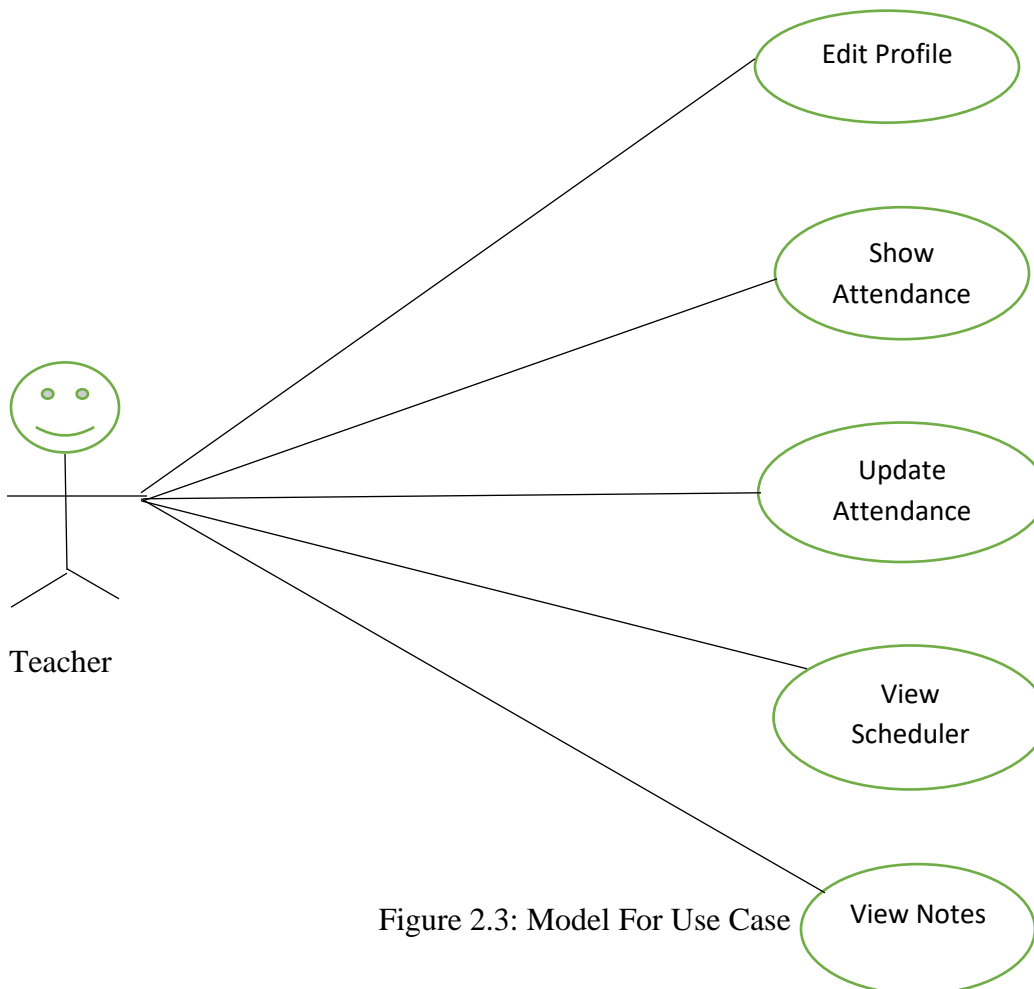 Edit Profile
Show
Attendance
Update
Attendance
Teacher
View
Scheduler
Figure 2.3: Model For Use Case
View Notes